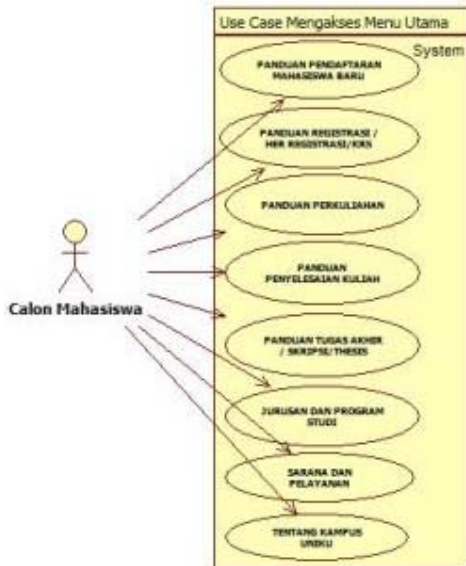 Use Case Mengakses Menu Utama
System
PANDUAN PENDAFTARAN
MAHASISWA BARU
PANDUAN REGISTRASI /
HER REGISTRASI/KRS
PANDUAN PERKULIAHAN
PANDUAN
PENYELESAIAN KULIAH
Calon Mahasiswa
PANDUAN TUGAS AKHIR
/ SKRIPSI/THESIS
JURUSAN DAN PROGRAM
STUDI
SARANA DAN
PELAYANAN
TENTANG KAMPUS
UNIKU